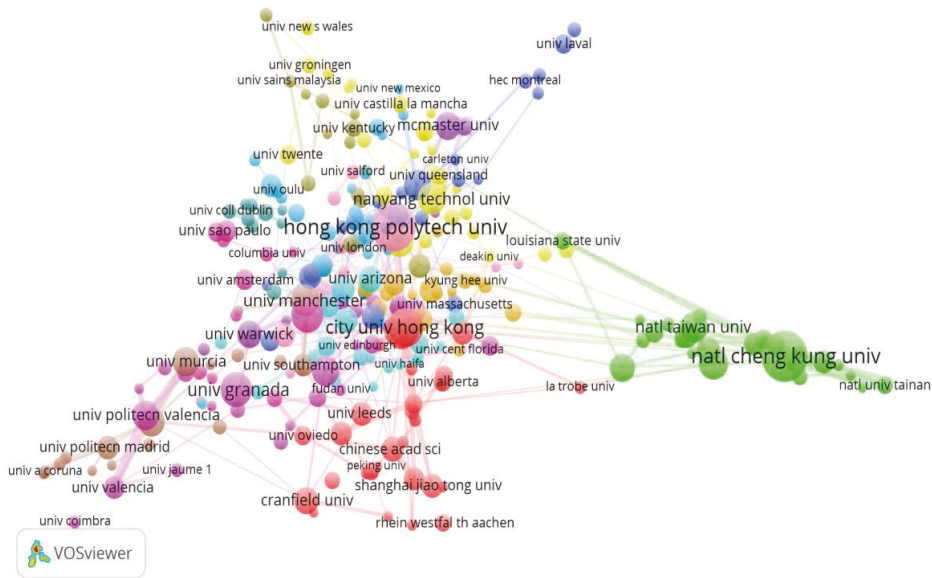 univ new s wales
univ laval
univ groningen
univ sains malaysia
hec montreal
univ new mexico
univ castilla la mancha
univ kentucky
mcmaster univ
univ twente
carleton univ
univ salford
univ queensland
univ oulu
nanyang technol univ
univ coll dublin
hong kong polytech univ
univ sao paulo
louisiana state univ
univ london
columbia univ
deakin univ
univ amsterdam
univ arizona
kyung hee univ
univ manchester
univ massachusetts
city univ hong kong
natl taiwan univ
univ warwick
univ edinburgh
univ cent florida
natl cheng kung univ
univ murcia
univ southampton
univ haifa
univ alberta
la trobe univ
natl univ tainan
univ granada
fudan univ
univ politecn valencia
univ leeds
univ oviedo
univ politecn madrid
chinese acad sci
peking univ
univ a coruna
univ jaume 1
univ valencia
shanghai jiao tong univ
cranfield univ
univ coimbra
rhein westfal th aachen
VOSviewer